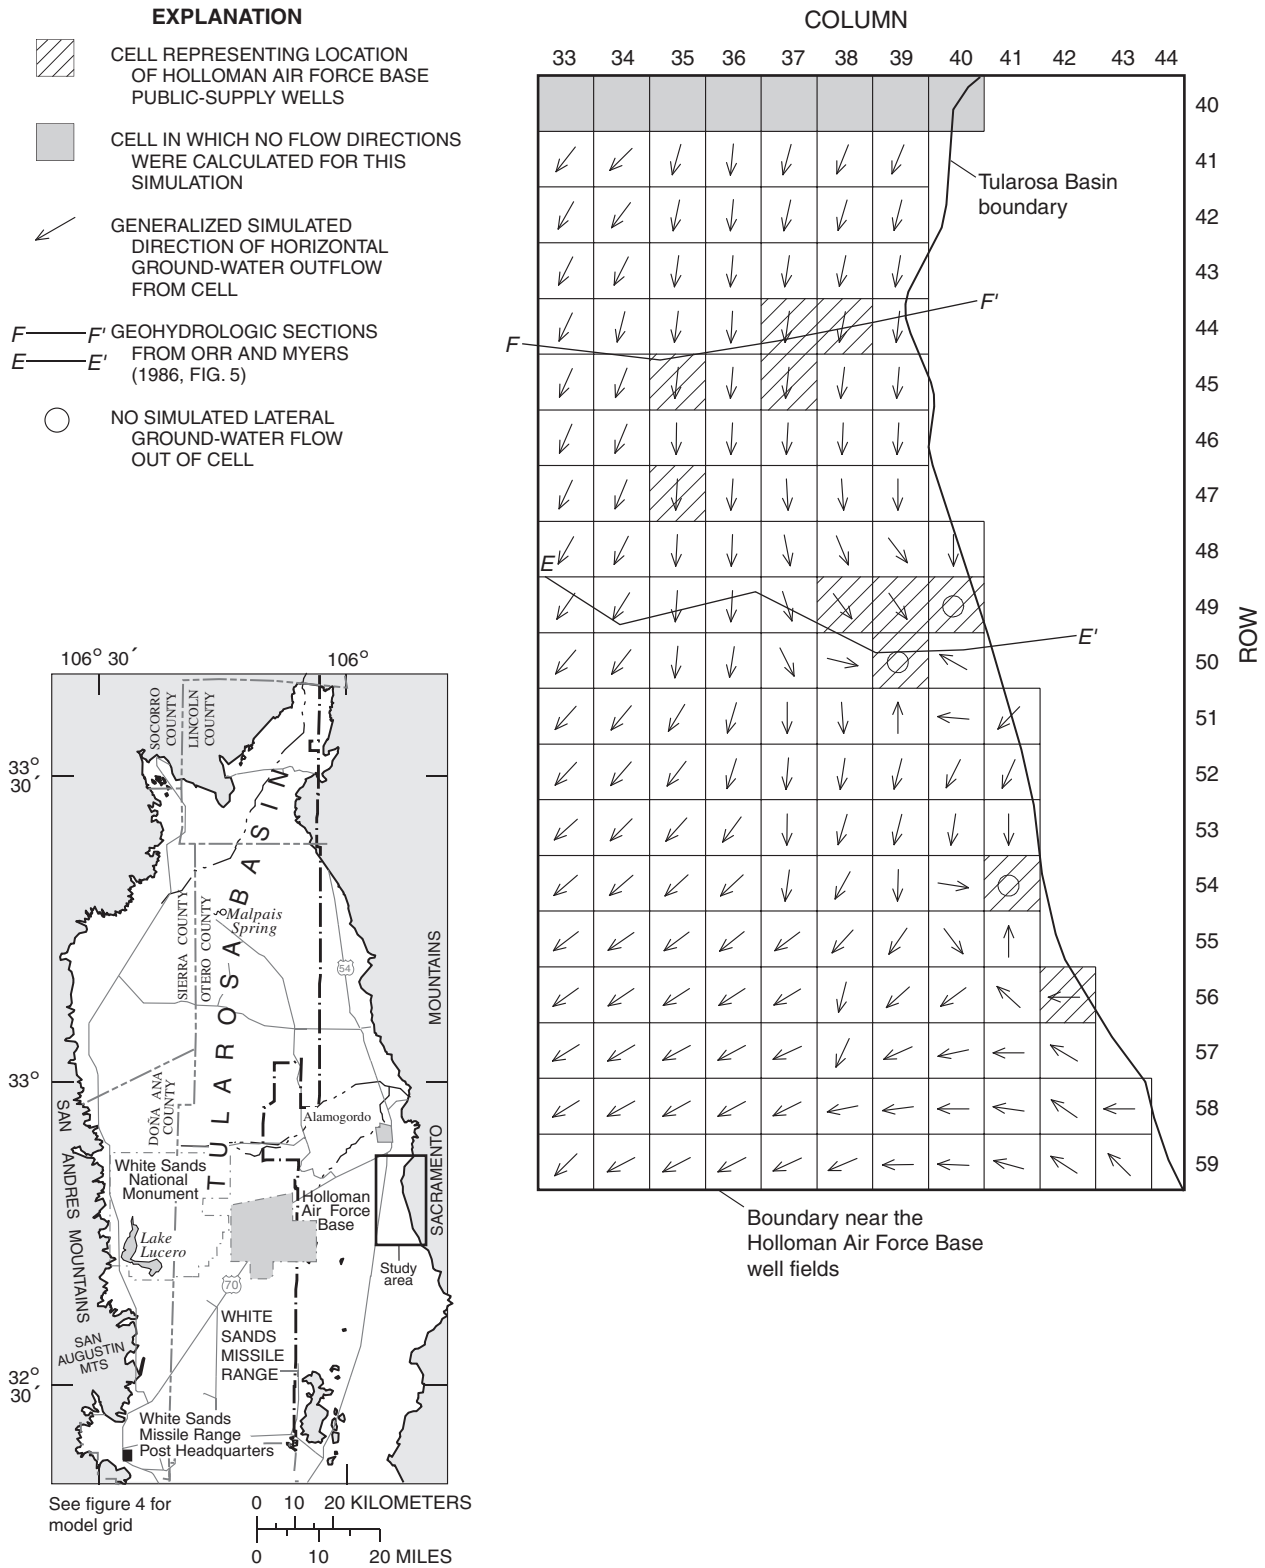 EXPLANATION
CELL REPRESENTING LOCATION
OF HOLLOMAN AIR FORCE BASE
PUBLIC-SUPPLY WELLS
CELL IN WHICH NO FLOW DIRECTIONS
WERE CALCULATED FOR THIS
SIMULATION
GENERALIZED SIMULATED
DIRECTION OF HORIZONTAL
GROUND-WATER OUTFLOW
FROM CELL
F F' GEOHYDROLOGIC SECTIONS
E E' FROM ORR AND MYERS
(1986, FIG. 5)
NO SIMULATED LATERAL
GROUND-WATER FLOW
OUT OF CELL
COLUMN
33 34 35 36 37 38 39 40 41 42 43 44
40
41
Tularosa Basin
boundary
42
43
F'
44
F
45
46
47
48
E
49
E'
50
ROW
51
52
53
54
55
56
57
58
59
Boundary near the
Holloman Air Force Base
well fields
106° 30´ 106°
SOCORRO
COUNTY
LINCOLN
COUNTY
33°
30´
TULAROSA BASIN
Malpais
Spring
SIERRA COUNTY
OTERO COUNTY
54
MOUNTAINS
33°
DOÑA ANA
COUNTY
Alamogordo
SAN
ANDRES MOUNTAINS
White Sands
National
Monument
SACRAMENTO
Holloman
Air Force
Base
Lake
Lucero
Study
area
70
WHITE
SANDS
MISSILE
RANGE
SAN
AUGUSTIN
MTS
32°
30´
White Sands
Missile Range
Post Headquarters
See figure 4 for
model grid
0 10 20 KILOMETERS
0 10 20 MILES